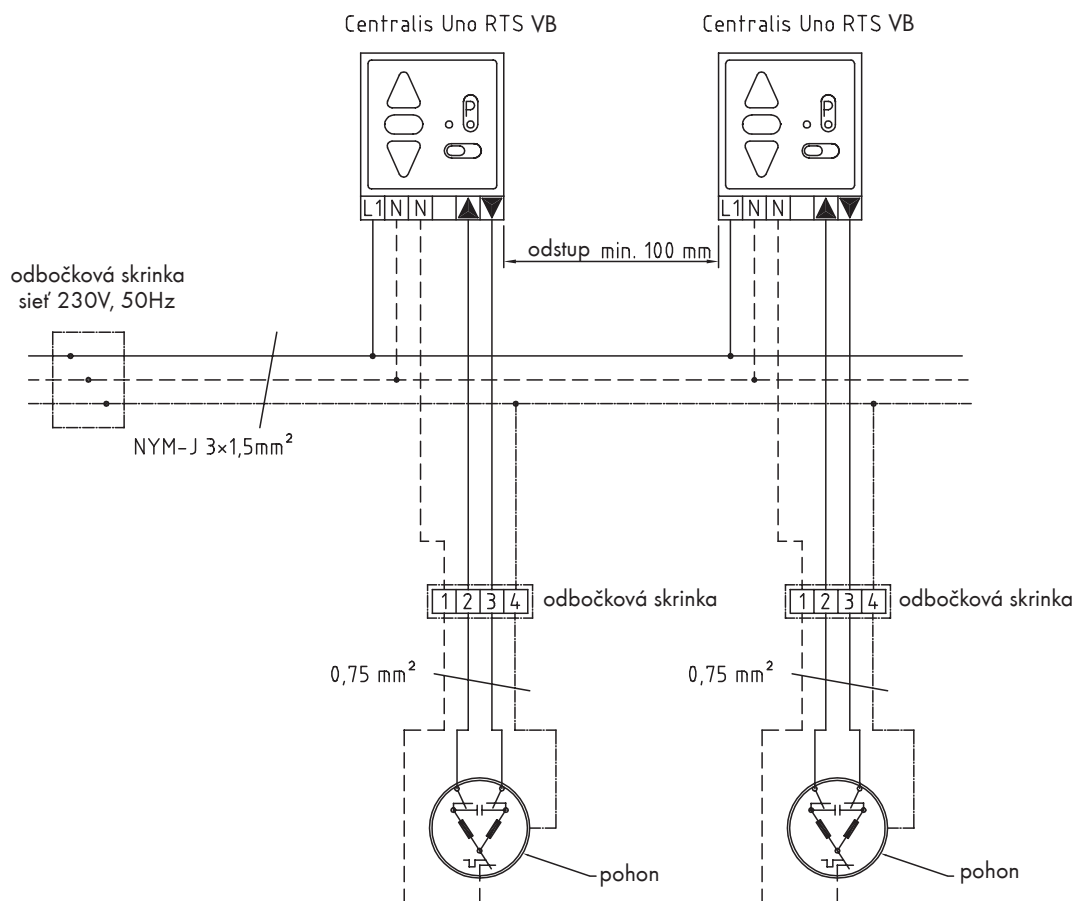 Centralis Uno RTS VB
Centralis Uno RTS VB
P
P
L1 N N
L1 N N
odstup min. 100 mm
odbočková skrinka
sieť 230V, 50Hz
NYM-J 3×1,5mm²
1 2 3 4
odbočková skrinka
1 2 3 4
odbočková skrinka
0,75 mm²
0,75 mm²
pohon
pohon